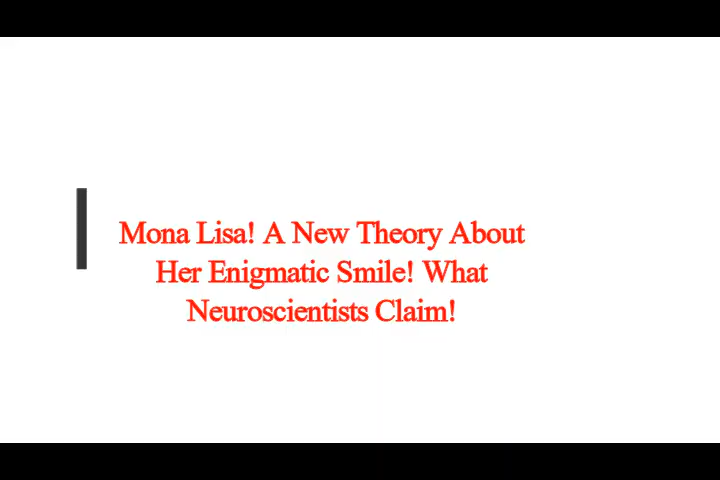 Mona Lisa! A New Theory About
Her Enigmatic Smile! What
Neuroscientists Claim!